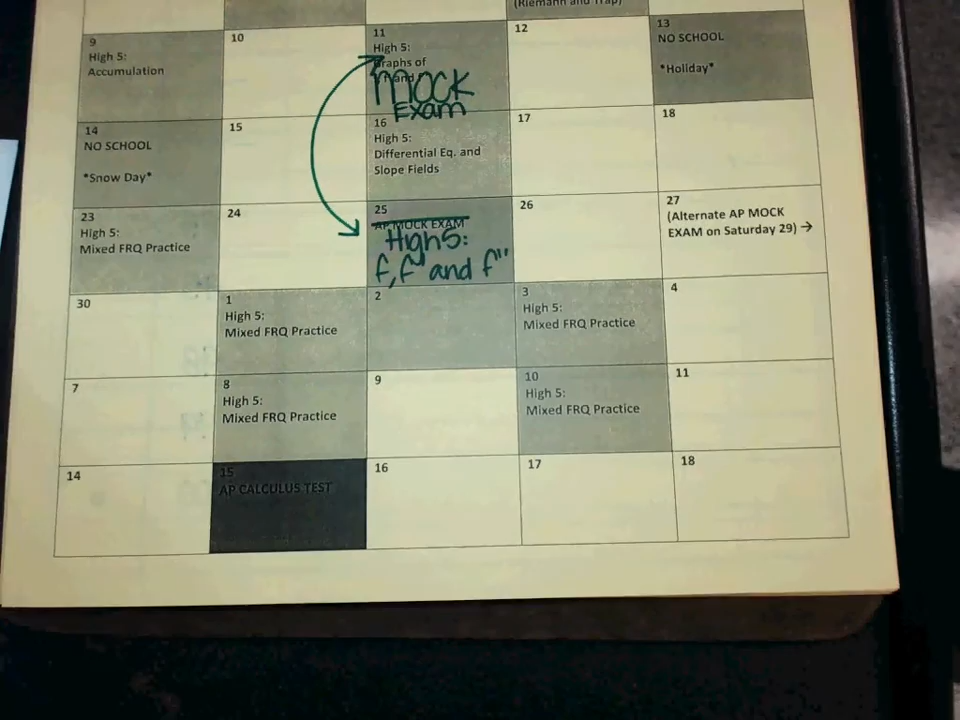 (Riemann and Trap)
9
High 5:
Accumulation
10
11
High 5:
Graphs of
Mock
Exam
12
13
NO SCHOOL
*Holiday*
14
NO SCHOOL
*Snow Day*
15
16
High 5:
Differential Eq. and
Slope Fields
17
18
23
High 5:
Mixed FRQ Practice
24
25
AP MOCK EXAM
High 5:
f, f' and f"
26
27
(Alternate AP MOCK
EXAM on Saturday 29) →
30
1
High 5:
Mixed FRQ Practice
2
3
High 5:
Mixed FRQ Practice
4
7
8
High 5:
Mixed FRQ Practice
9
10
High 5:
Mixed FRQ Practice
11
14
15
AP CALCULUS TEST
16
17
18